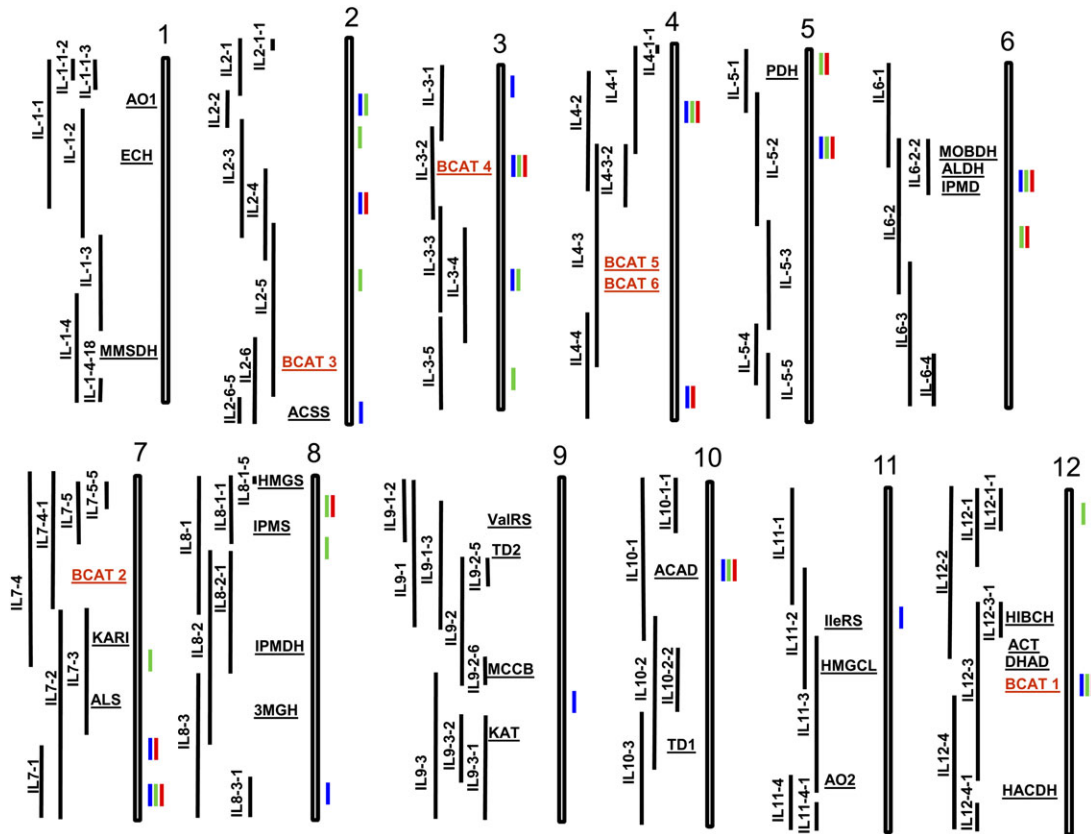 1
IL-1-1
IL-1-1-2
IL-1-1-3
IL-1-2
AO1
ECH
IL-1-3
IL-1-4
IL-1-4-18
MMSDH
2
IL2-1
IL2-1-1
IL2-2
IL2-3
IL2-4
IL2-5
IL2-6
IL2-6-5
BCAT 3
ACSS
3
IL-3-1
IL-3-2
BCAT 4
IL-3-3
IL-3-4
IL-3-5
4
IL4-1-1
IL4-1
IL4-2
IL4-3-2
IL4-3
BCAT 5
BCAT 6
IL4-4
5
IL-5-1
PDH
IL-5-2
IL-5-3
IL-5-4
IL-5-5
6
IL6-1
IL6-2-2
MOBDH
ALDH
IPMD
IL6-2
IL6-3
IL-6-4
7
IL7-4
IL7-4-1
IL7-5
IL7-5-5
BCAT 2
KARI
IL7-2
IL7-3
ALS
IL7-1
8
IL8-1
IL8-1-1
IL8-1-5
HMGS
IPMS
IL8-2
IL8-2-1
IPMDH
3MGH
IL8-3
IL8-3-1
9
IL9-1-2
IL9-1
IL9-1-3
ValRS
TD2
IL9-2
IL9-2-5
IL9-2-6
MCCB
IL9-3
IL9-3-2
IL9-3-1
KAT
10
IL10-1
IL10-1-1
ACAD
IL10-2
IL10-2-2
IL10-3
TD1
11
IL11-1
IL11-2
IleRS
HMGCL
IL11-3
IL11-4
IL11-4-1
AO2
12
IL12-2
IL12-1
IL12-1-1
IL12-3
IL12-3-1
HIBCH
ACT
DHAD
BCAT 1
IL12-4
IL12-4-1
HACDH